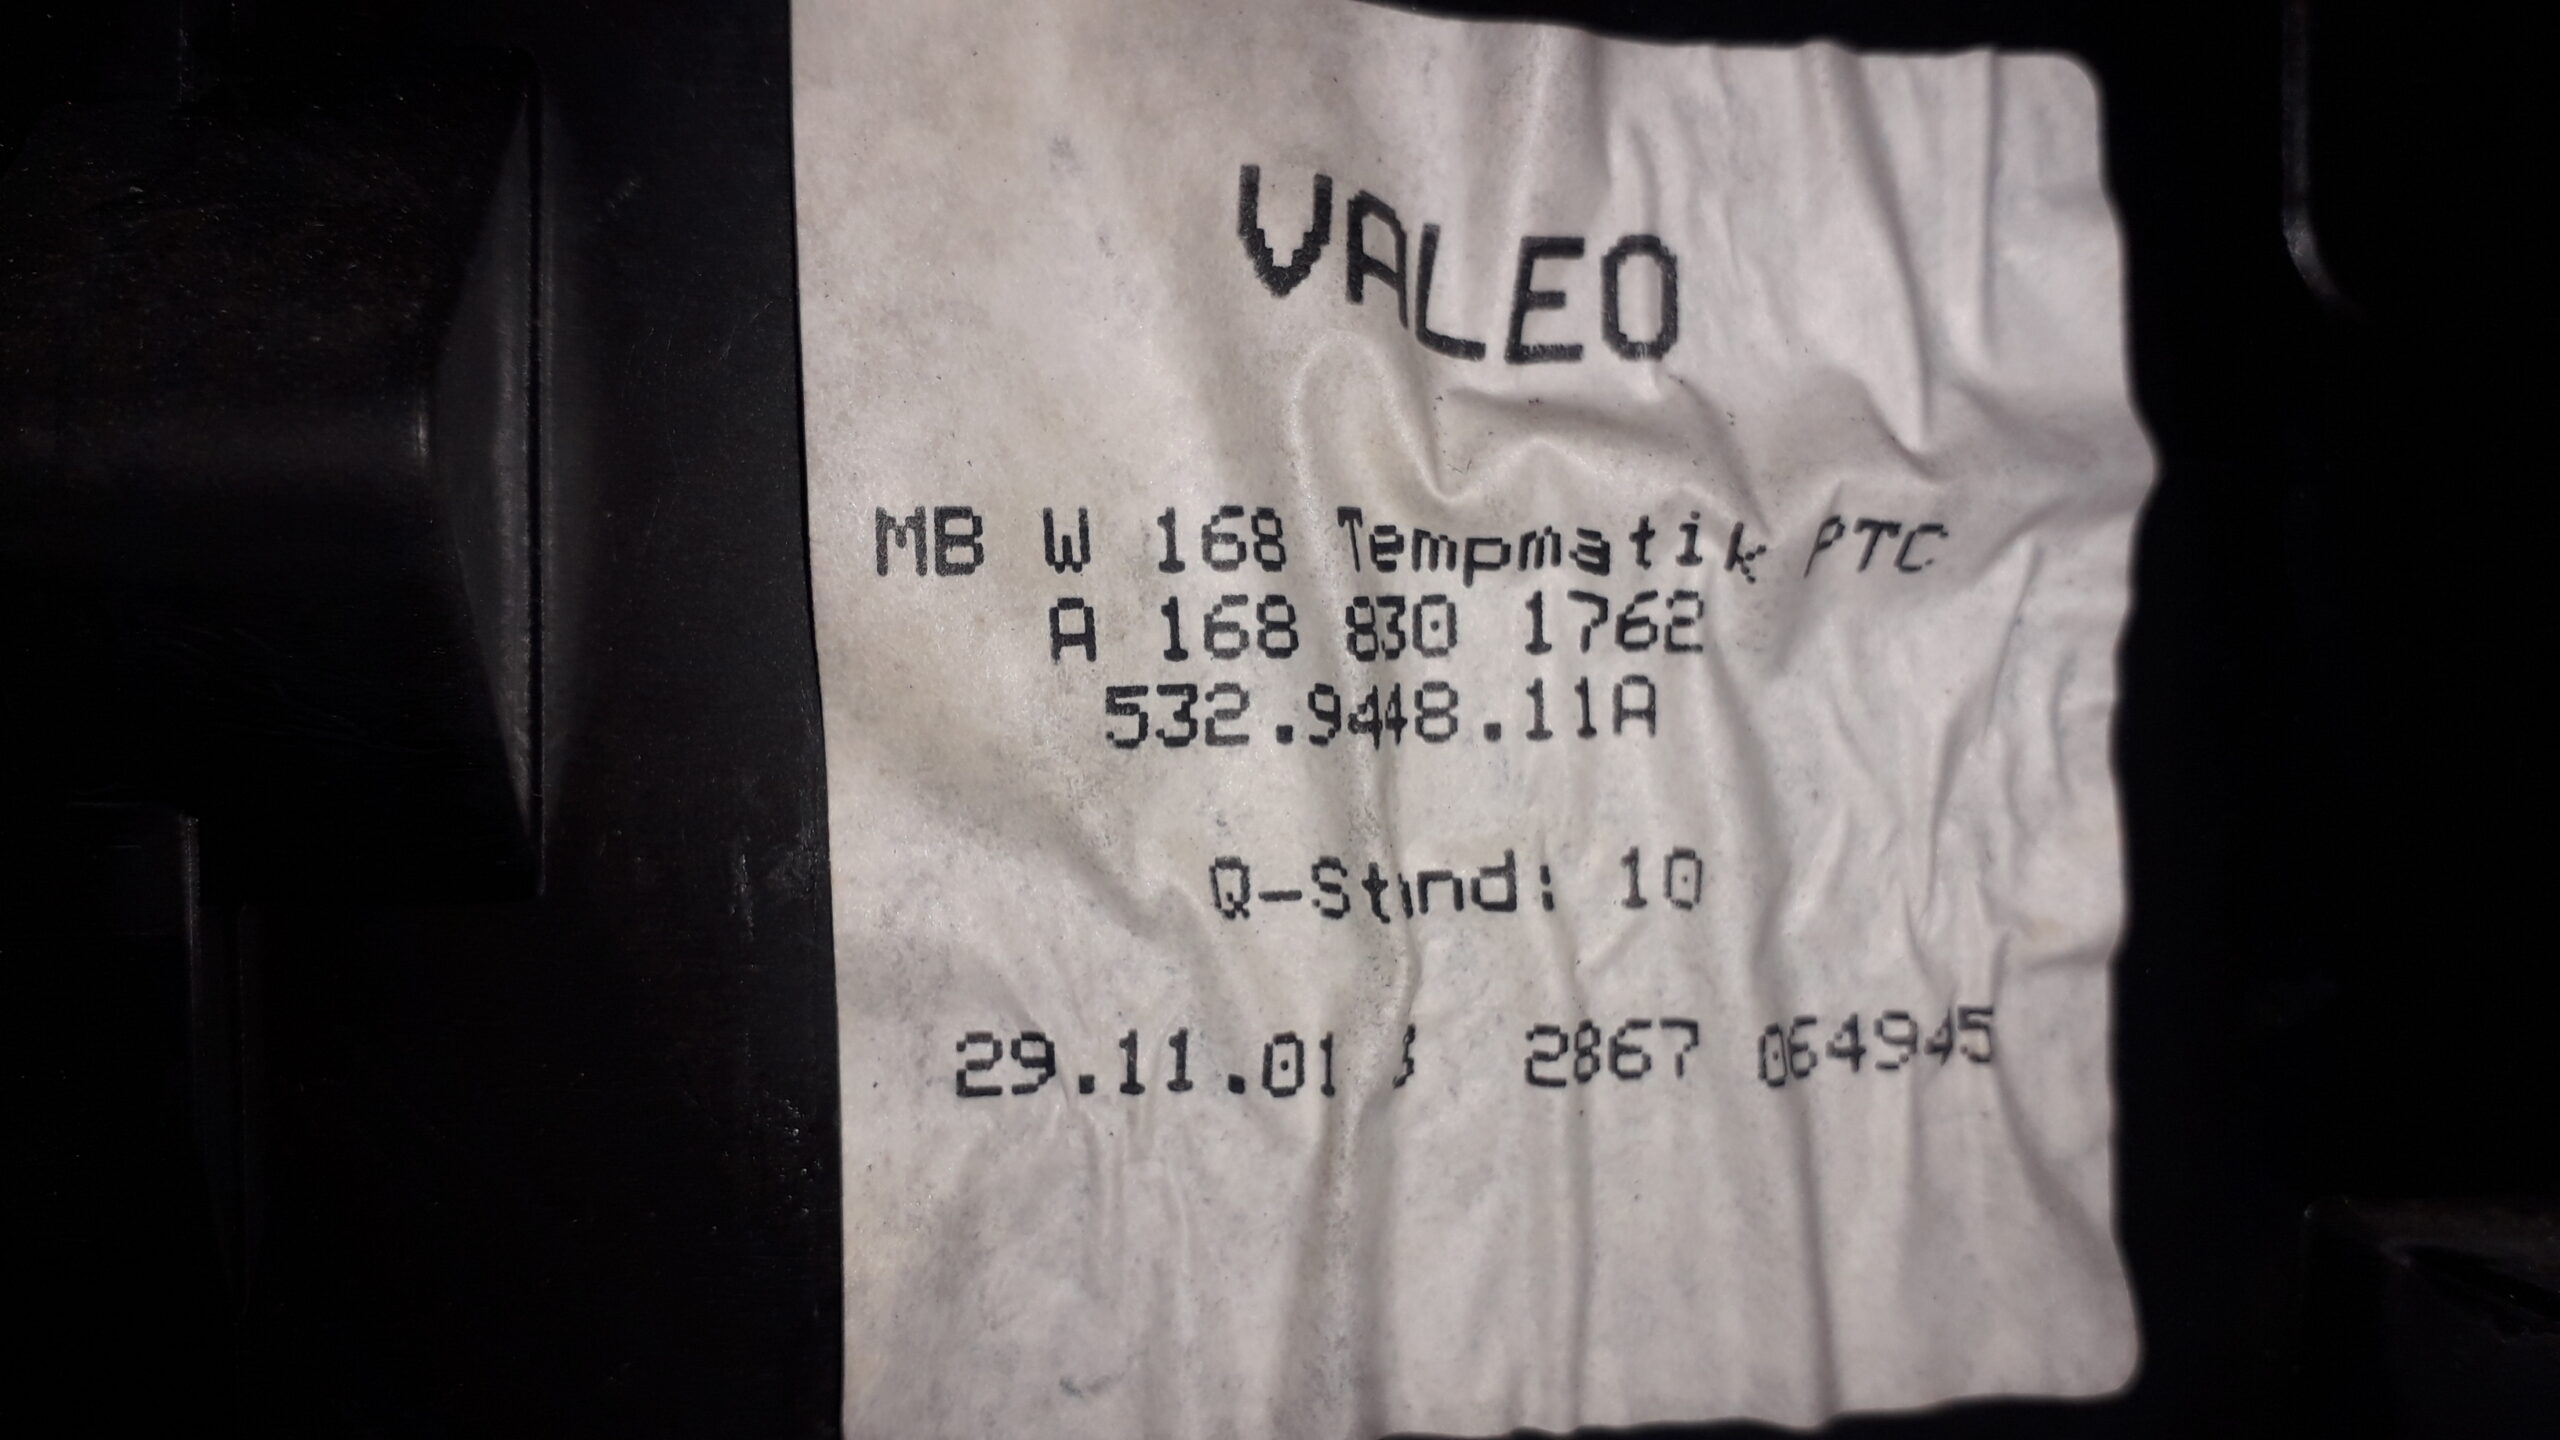 VALEO
MB W 168 Tempmatik PTC
A 168 830 1762
532.9448.11A
Q-Stand: 10
29.11.01 2867 064945